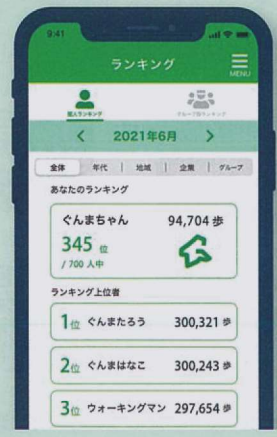 9:41
ランキング
MENU
個人ランキング
グループ別ランキング
< 2021年6月 >
全体 年代 地域 企業 グループ
あなたのランキング
ぐんまちゃん 94,704 歩
345 位
/ 700 人中
ランキング上位者
1位 ぐんまたろう 300,321 歩
2位 ぐんまはなこ 300,243 歩
3位 ウォーキングマン 297,654 歩